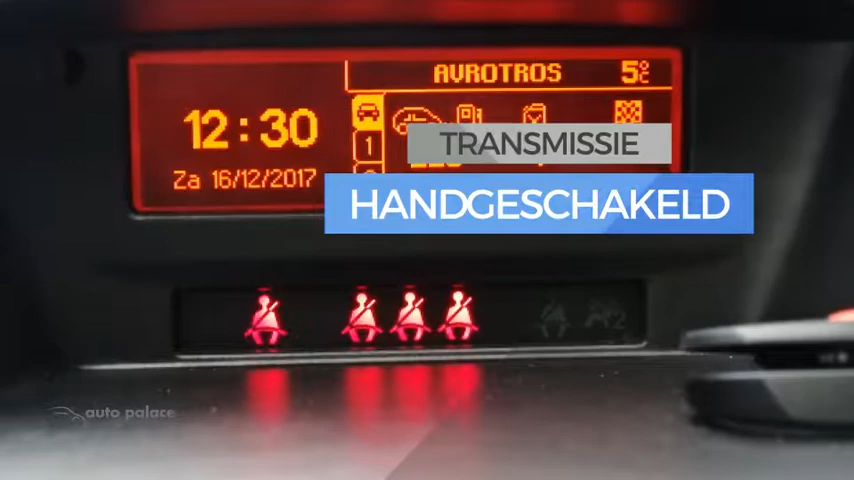 AVROTROS 5°C
12:30
1
Za 16/12/2017
TRANSMISSIE
HANDGESCHAKELD
auto palace